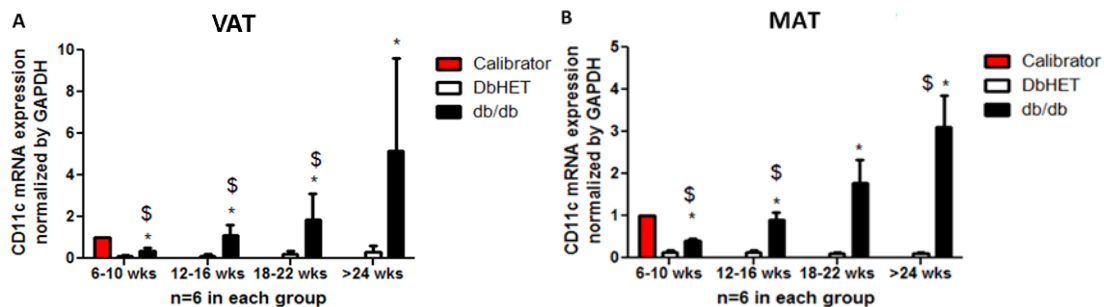 A
VAT
CD11c mRNA expression
normalized by GAPDH
10
8
6
4
2
0
$
*
$
*
$
*
*
6-10 wks 12-16 wks 18-22 wks >24 wks
n=6 in each group
Calibrator
DbHET
db/db
B
MAT
CD11c mRNA expression
normalized by GAPDH
5
4
3
2
1
0
$
*
$
*
*
$ *
6-10 wks 12-16 wks 18-22 wks >24 wks
n=6 in each group
Calibrator
DbHET
db/db